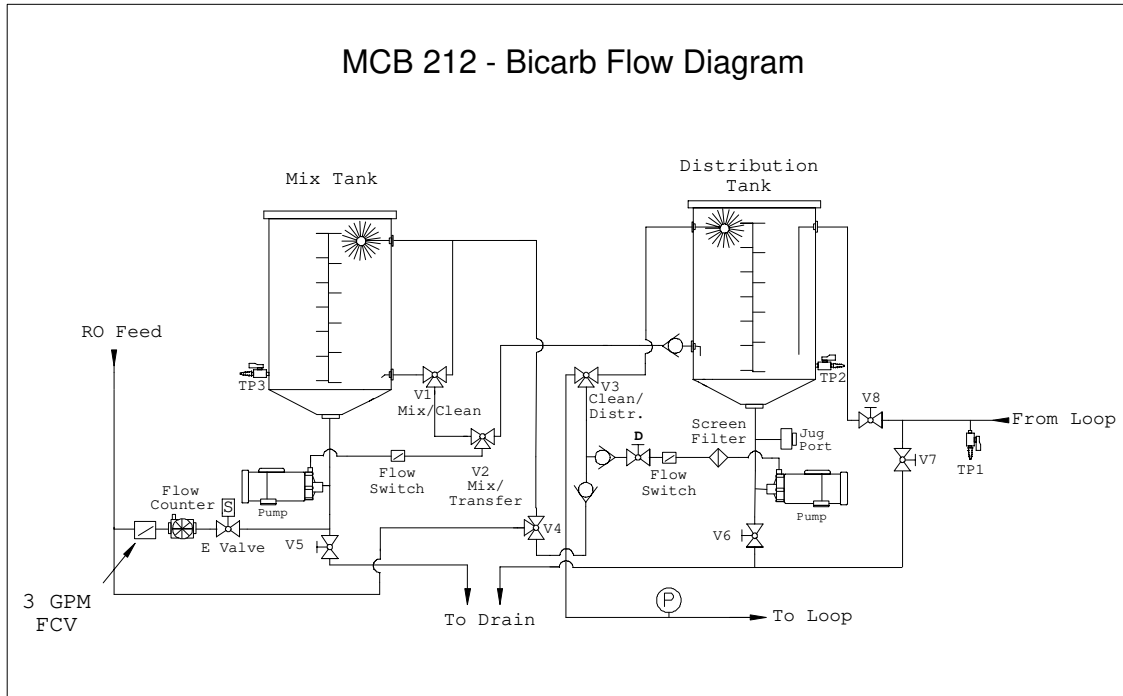 MCB 212 - Bicarb Flow Diagram
Mix Tank
Distribution
Tank
RO Feed
TP3
V1
Mix/Clean
V3
Clean/
Distr.
TP2
V8
From Loop
V2
Mix/
Transfer
D
Screen
Filter
Jug
Port
V7
TP1
Flow
Switch
Flow
Switch
Flow
Counter
S
Pump
Pump
E Valve
V5
V4
V6
3 GPM
FCV
To Drain
P
To Loop